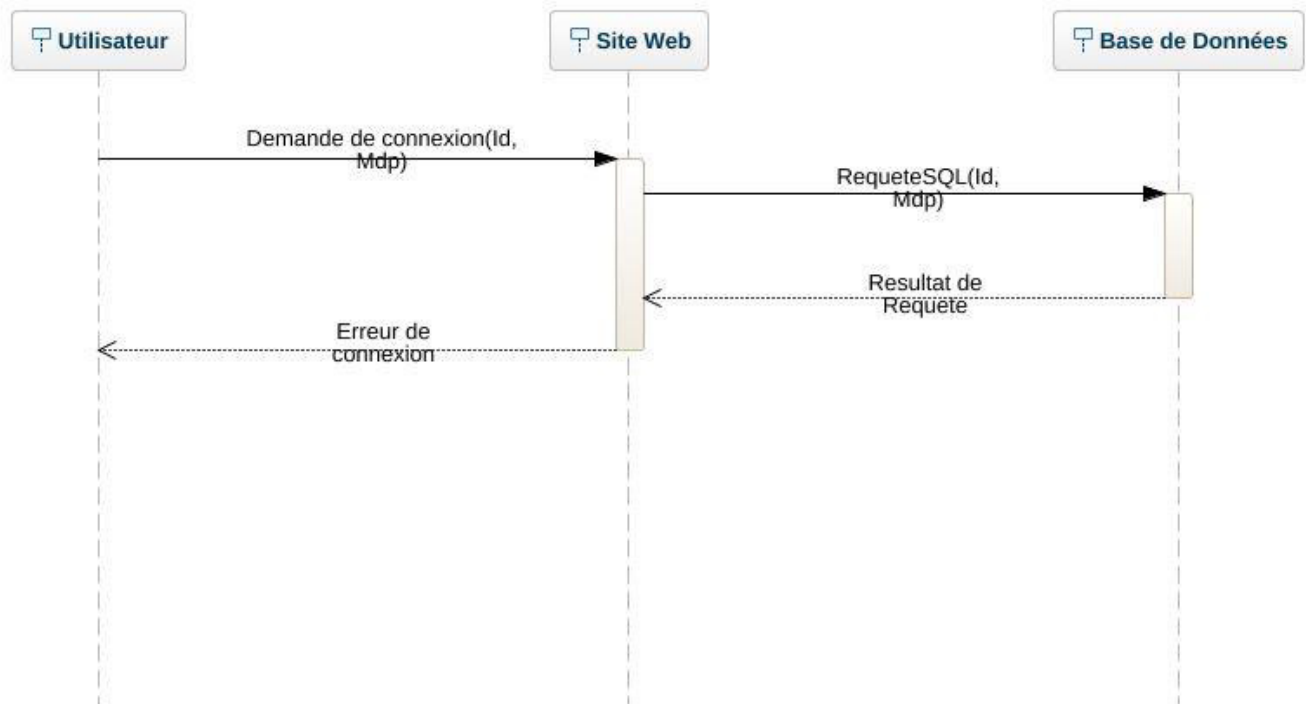 Utilisateur
Site Web
Base de Données
Demande de connexion(Id,
Mdp)
RequeteSQL(Id,
Mdp)
Resultat de
Requete
Erreur de
connexion